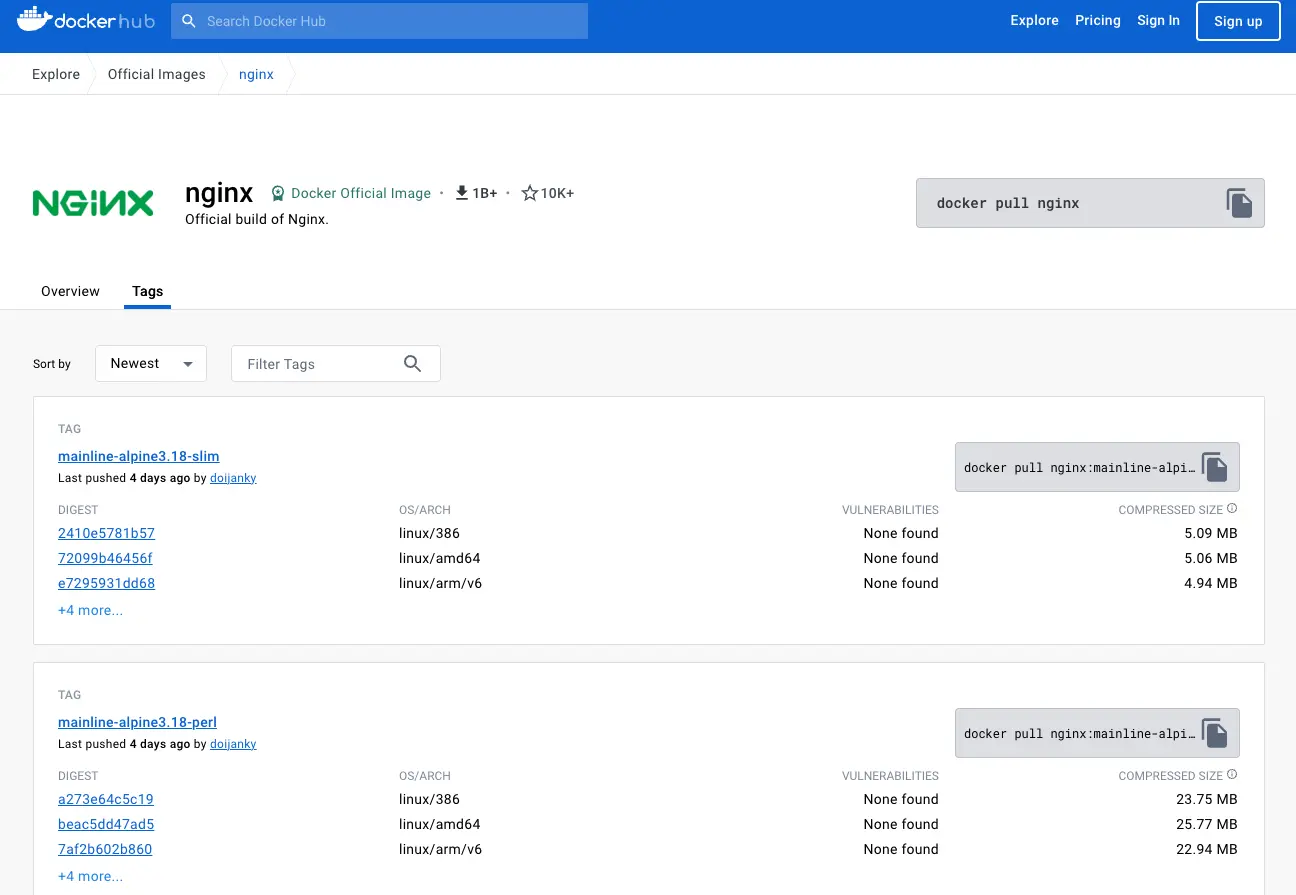 docker hub Search Docker Hub Explore Pricing Sign In Sign up
Explore Official Images nginx
NGINX nginx Docker Official Image · 1B+ · 10K+
Official build of Nginx.
docker pull nginx
Overview Tags
Sort by Newest Filter Tags
TAG
mainline-alpine3.18-slim
Last pushed 4 days ago by doijanky
docker pull nginx:mainline-alpi…
DIGEST OS/ARCH VULNERABILITIES COMPRESSED SIZE
2410e5781b57 linux/386 None found 5.09 MB
72099b46456f linux/amd64 None found 5.06 MB
e7295931dd68 linux/arm/v6 None found 4.94 MB
+4 more...
TAG
mainline-alpine3.18-perl
Last pushed 4 days ago by doijanky
docker pull nginx:mainline-alpi…
DIGEST OS/ARCH VULNERABILITIES COMPRESSED SIZE
a273e64c5c19 linux/386 None found 23.75 MB
beac5dd47ad5 linux/amd64 None found 25.77 MB
7af2b602b860 linux/arm/v6 None found 22.94 MB
+4 more...